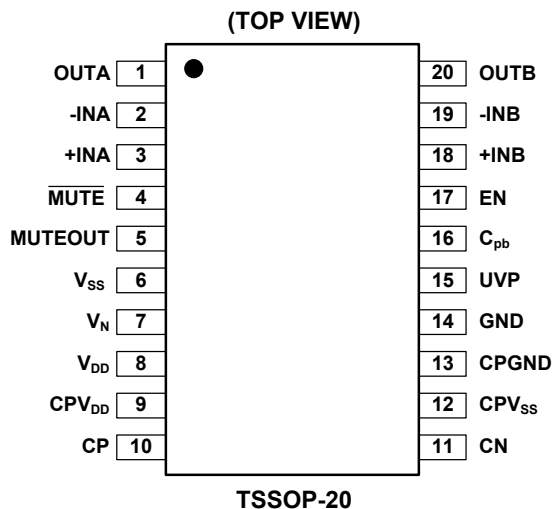 (TOP VIEW)
OUTA 1 20 OUTB
-INA 2 19 -INB
+INA 3 18 +INB
M̅U̅T̅E̅ 4 17 EN
MUTEOUT 5 16 Cpb
VSS 6 15 UVP
VN 7 14 GND
VDD 8 13 CPGND
CPVDD 9 12 CPVSS
CP 10 11 CN
TSSOP-20